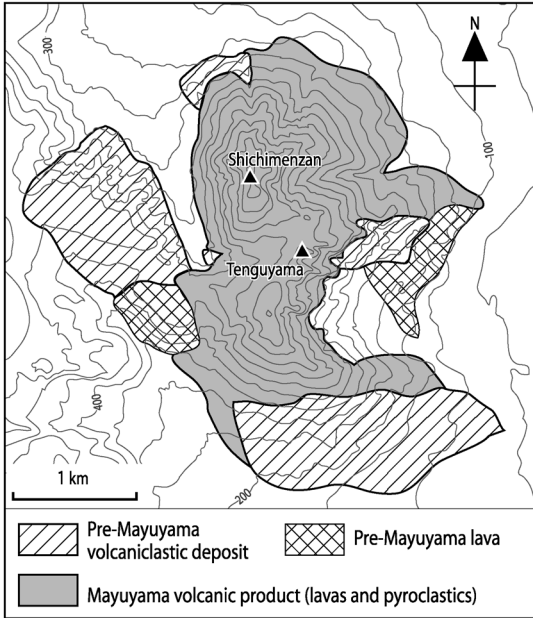 300
N
-100
Shichimenzan
Tenguyama
400
1 km
-200
Pre-Mayuyama
volcaniclastic deposit
Pre-Mayuyama lava
Mayuyama volcanic product (lavas and pyroclastics)